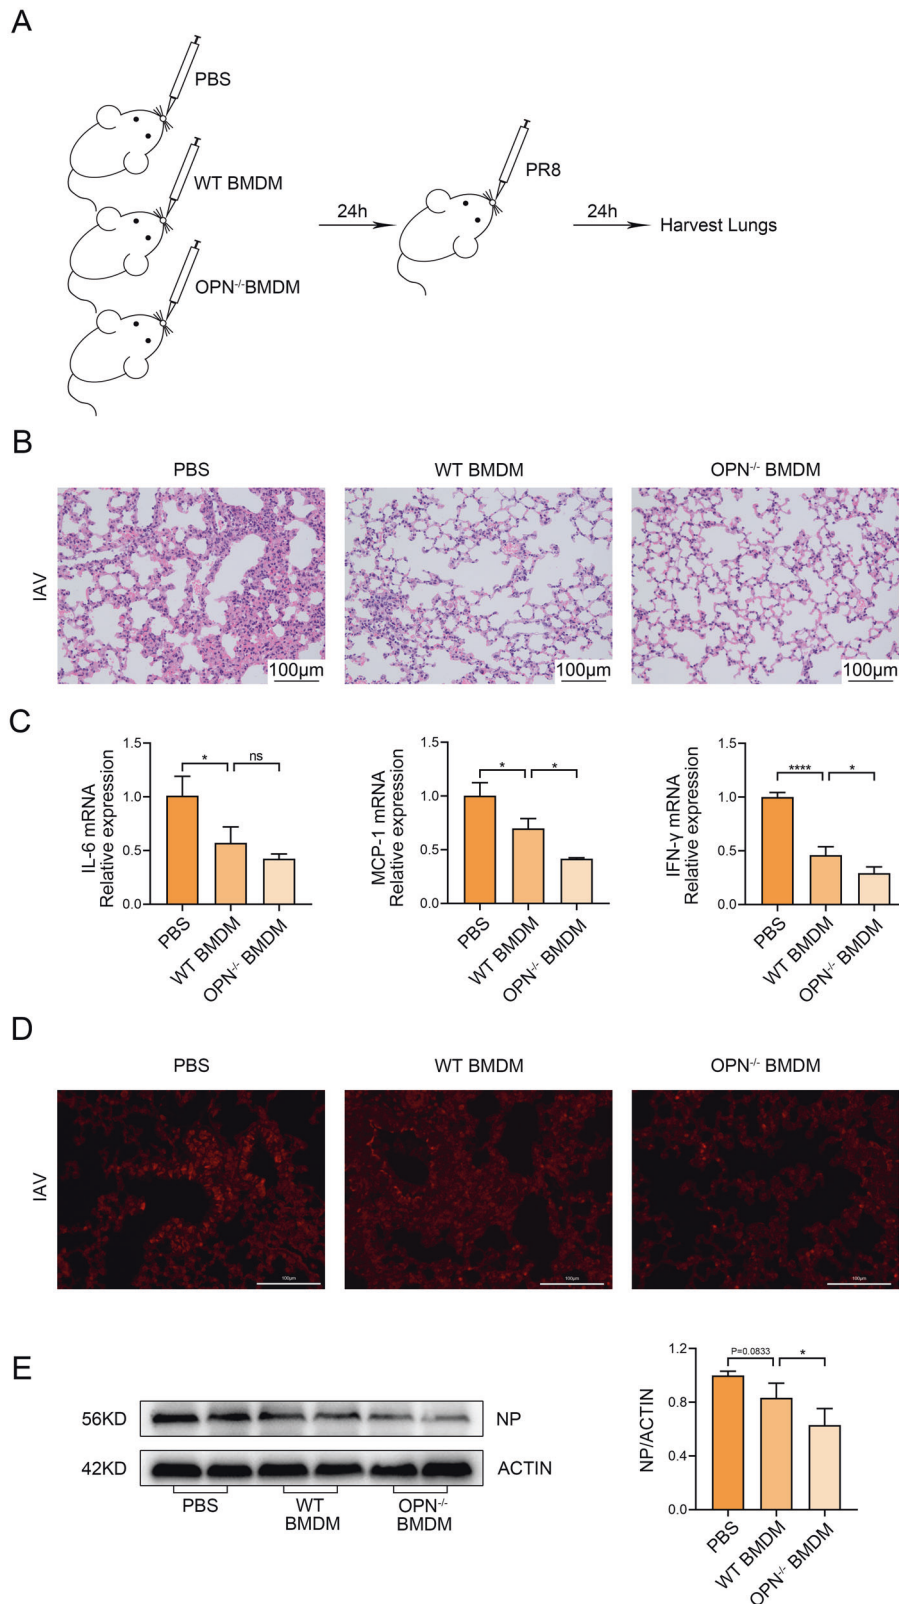 A
PBS
WT BMDM
OPN⁻/⁻BMDM
24h
PR8
24h
Harvest Lungs
B
PBS
WT BMDM
OPN⁻/⁻ BMDM
IAV
100μm
100μm
100μm
C
IL-6 mRNA
Relative expression
1.5
1.0
0.5
0.0
*
ns
PBS
WT BMDM
OPN⁻/⁻ BMDM
MCP-1 mRNA
Relative expression
1.5
1.0
0.5
0.0
*
*
PBS
WT BMDM
OPN⁻/⁻ BMDM
IFN-γ mRNA
Relative expression
1.5
1.0
0.5
0.0
****
*
PBS
WT BMDM
OPN⁻/⁻ BMDM
D
PBS
WT BMDM
OPN⁻/⁻ BMDM
IAV
100μm
100μm
100μm
E
56KD
NP
42KD
ACTIN
PBS
WT
BMDM
OPN⁻/⁻
BMDM
NP/ACTIN
1.2
0.8
0.4
0.0
P=0.0833
*
PBS
WT BMDM
OPN⁻/⁻ BMDM